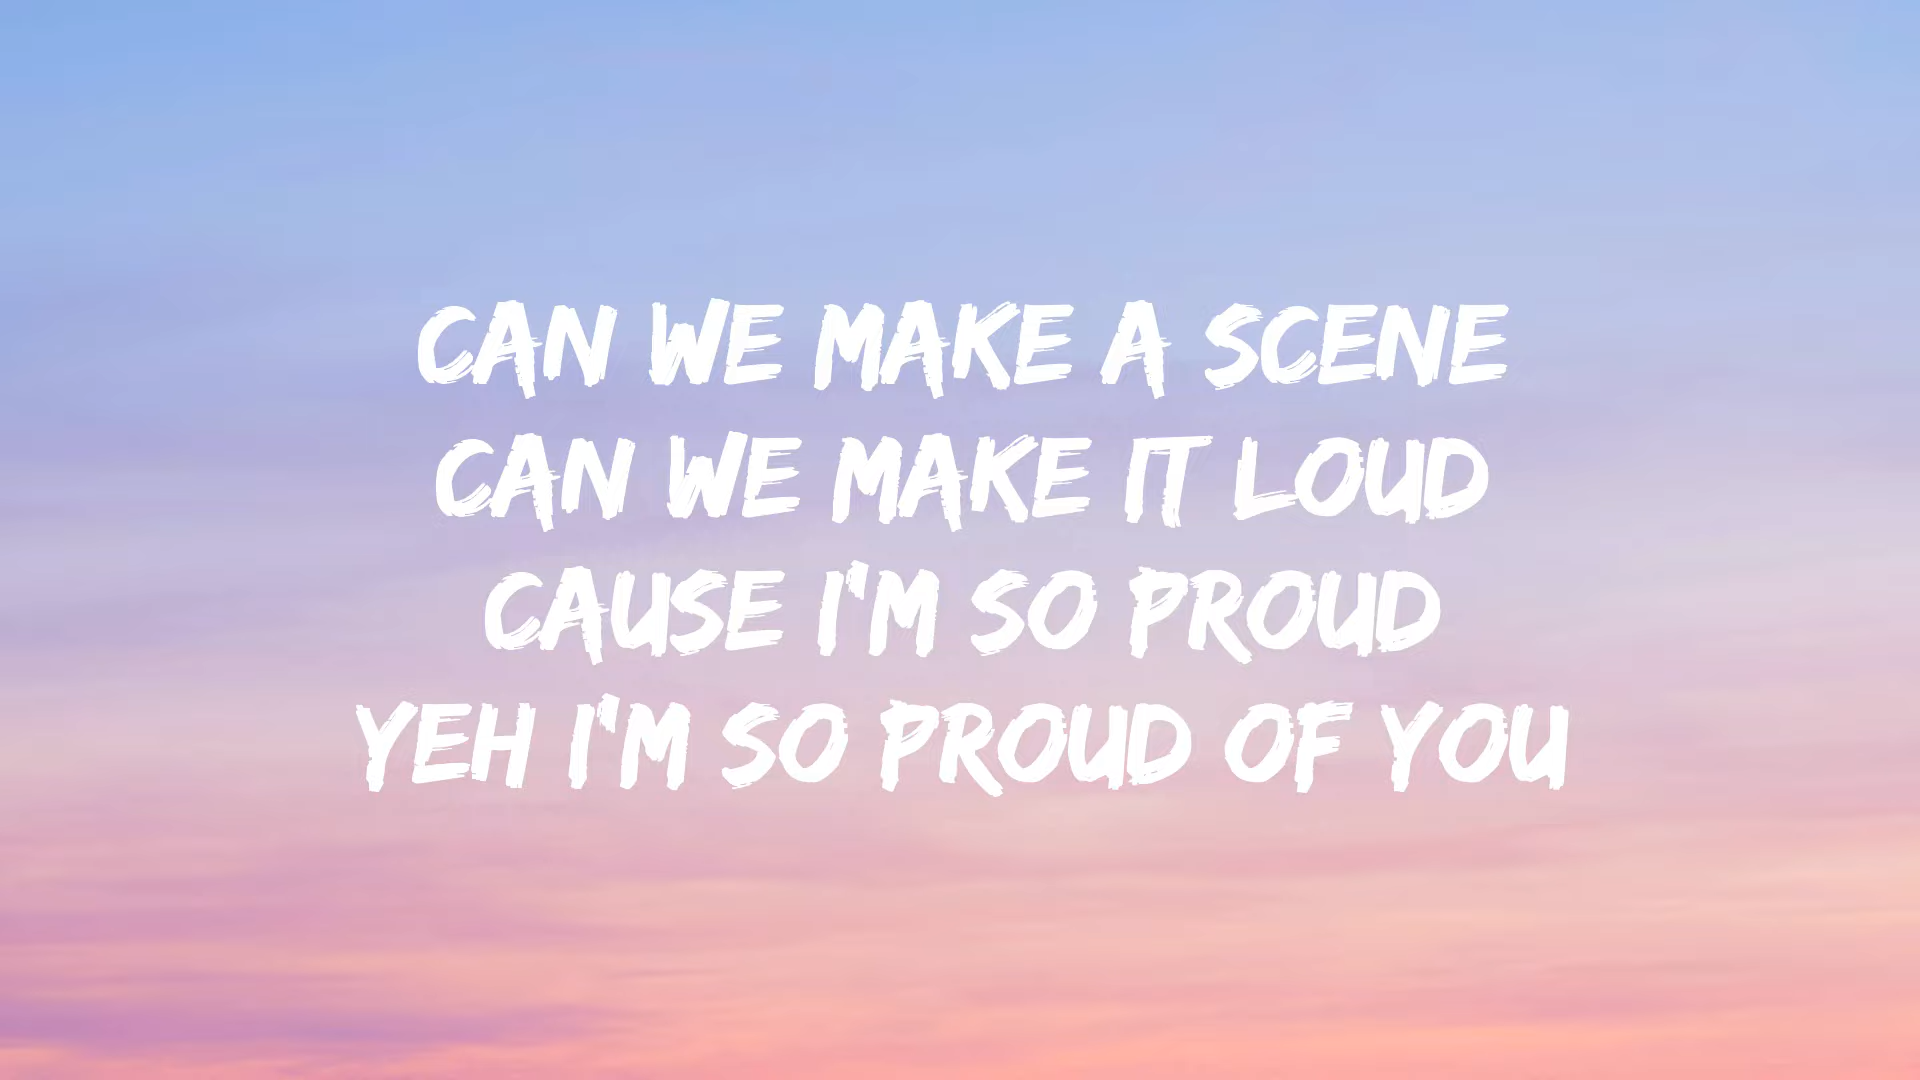 CAN WE MAKE A SCENE
CAN WE MAKE IT LOUD
CAUSE I'M SO PROUD
YEH I'M SO PROUD OF YOU